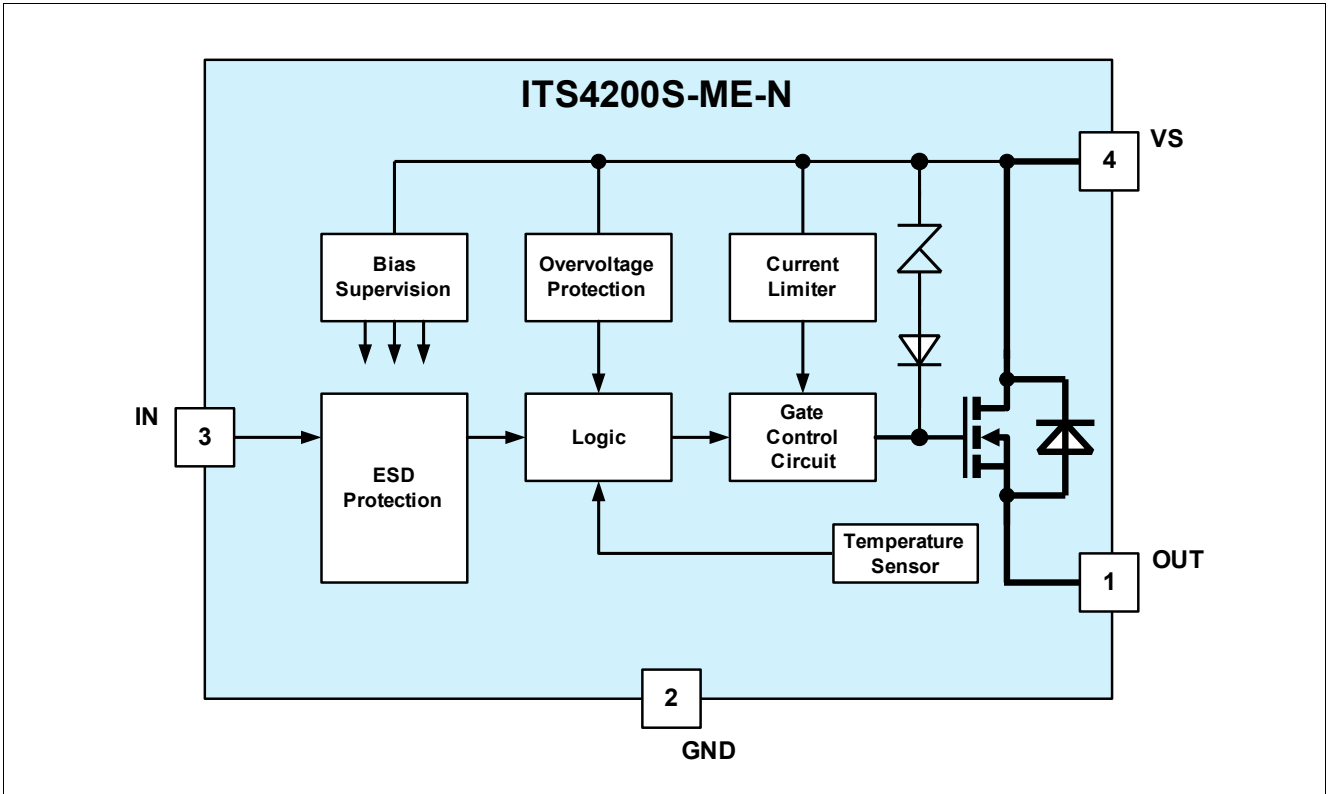 ITS4200S-ME-N
VS
4
Bias
Supervision
Overvoltage
Protection
Current
Limiter
IN
3
ESD
Protection
Logic
Gate
Control
Circuit
Temperature
Sensor
OUT
1
2
GND